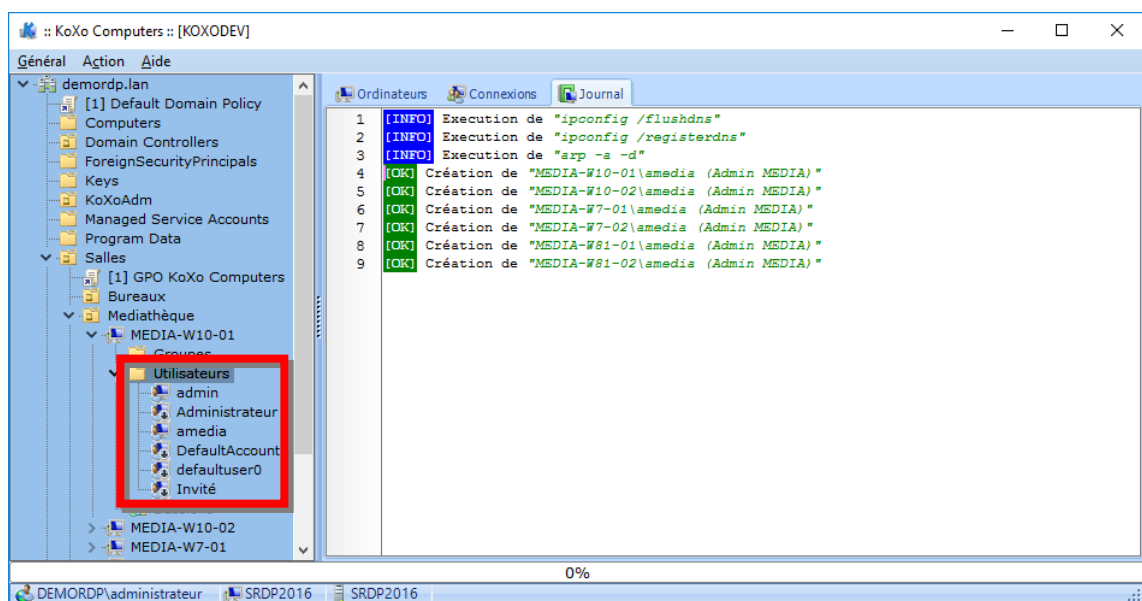 :: KoXo Computers :: [KOXODEV]
Général Action Aide
demordp.lan
[1] Default Domain Policy
Computers
Domain Controllers
ForeignSecurityPrincipals
Keys
KoXoAdm
Managed Service Accounts
Program Data
Salles
[1] GPO KoXo Computers
Bureaux
Mediathèque
MEDIA-W10-01
Groupes
Utilisateurs
admin
Administrateur
amedia
DefaultAccount
defaultuser0
Invité
MEDIA-W10-02
MEDIA-W7-01
Ordinateurs Connexions Journal
1 [INFO] Execution de "ipconfig /flushdns"
2 [INFO] Execution de "ipconfig /registerdns"
3 [INFO] Execution de "arp -a -d"
4 [OK] Création de "MEDIA-W10-01\amedia (Admin MEDIA)"
5 [OK] Création de "MEDIA-W10-02\amedia (Admin MEDIA)"
6 [OK] Création de "MEDIA-W7-01\amedia (Admin MEDIA)"
7 [OK] Création de "MEDIA-W7-02\amedia (Admin MEDIA)"
8 [OK] Création de "MEDIA-W81-01\amedia (Admin MEDIA)"
9 [OK] Création de "MEDIA-W81-02\amedia (Admin MEDIA)"
0%
DEMORDP\administrateur SRDP2016 SRDP2016